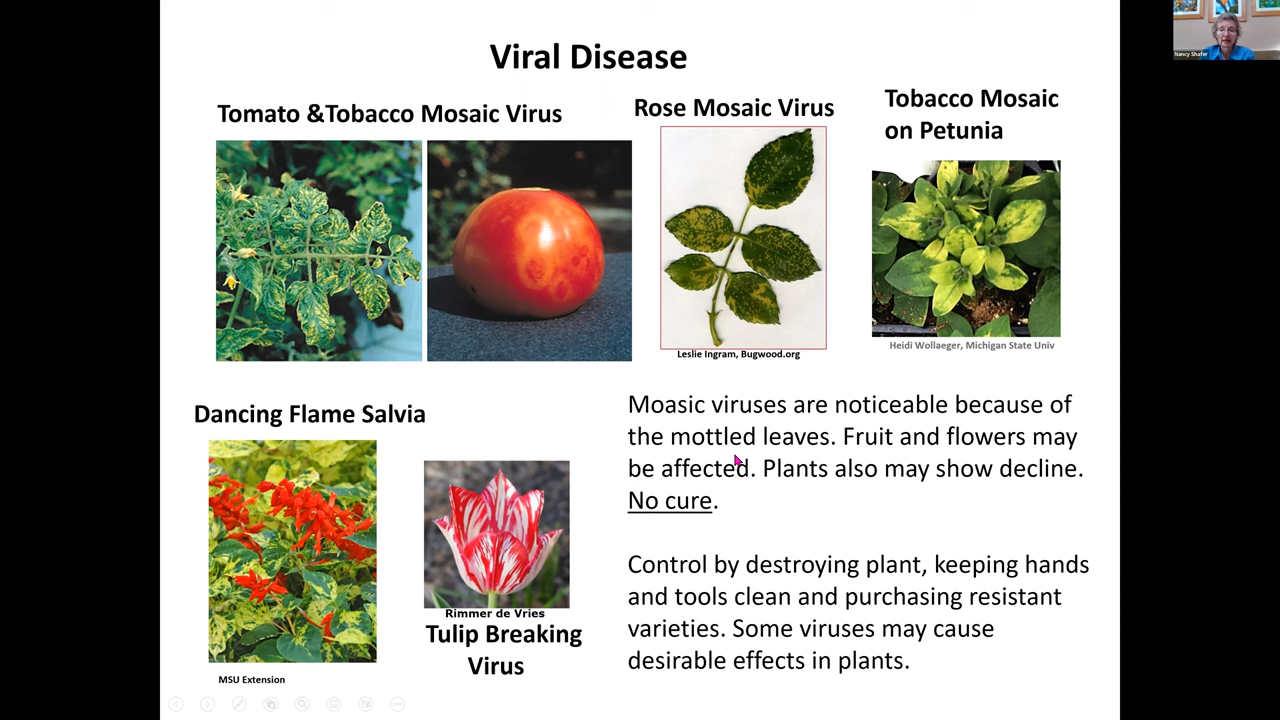 Viral Disease
Nancy Shafer
Tomato &Tobacco Mosaic Virus
Rose Mosaic Virus
Tobacco Mosaic
on Petunia
Leslie Ingram, Bugwood.org
Heidi Wollaeger, Michigan State Univ
Dancing Flame Salvia
MSU Extension
Rimmer de Vries
Tulip Breaking
Virus
Moasic viruses are noticeable because of
the mottled leaves. Fruit and flowers may
be affected. Plants also may show decline.
No cure.
Control by destroying plant, keeping hands
and tools clean and purchasing resistant
varieties. Some viruses may cause
desirable effects in plants.